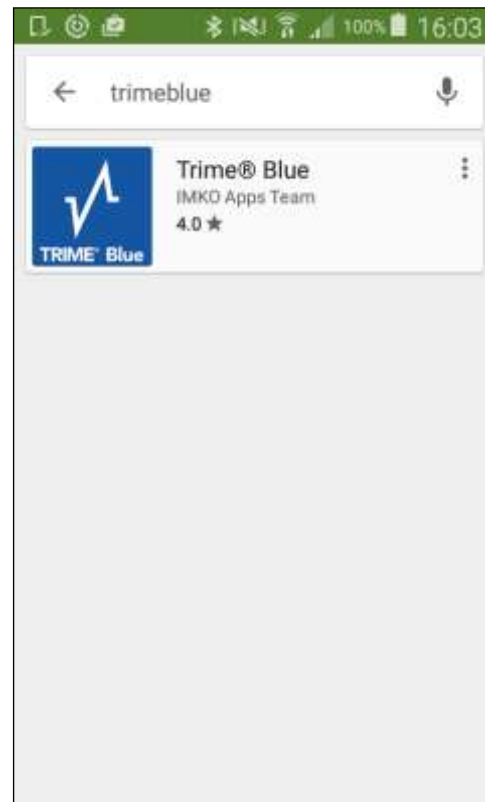 100% 16:03
trimeblue
Trime® Blue
IMKO Apps Team
4.0 ★
TRIME® Blue